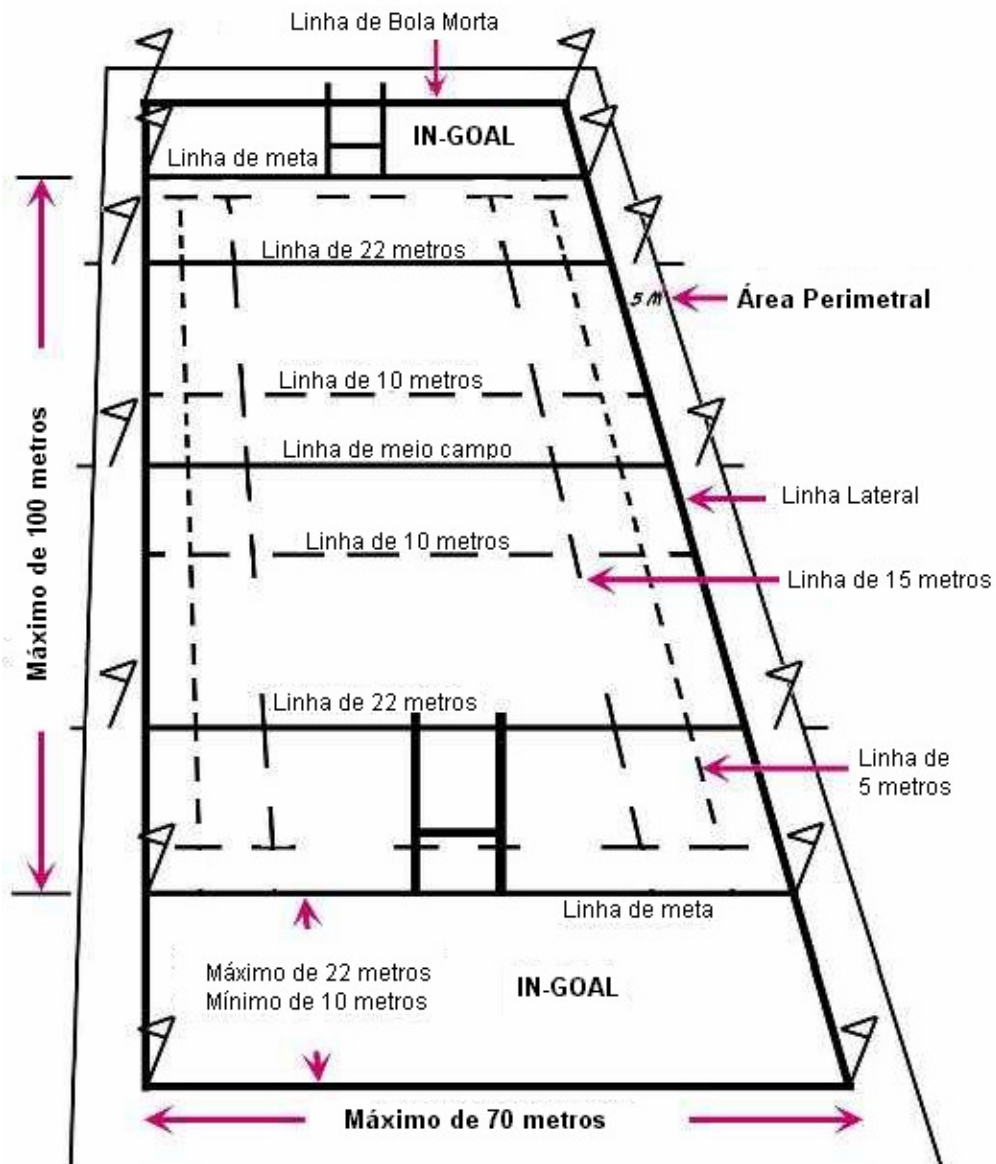 Linha de Bola Morta
IN-GOAL
Linha de meta
Linha de 22 metros
5 M
Área Perimetral
Linha de 10 metros
Linha de meio campo
Máximo de 100 metros
Linha Lateral
Linha de 10 metros
Linha de 15 metros
Linha de 22 metros
Linha de
5 metros
Linha de meta
Máximo de 22 metros
Mínimo de 10 metros
IN-GOAL
Máximo de 70 metros